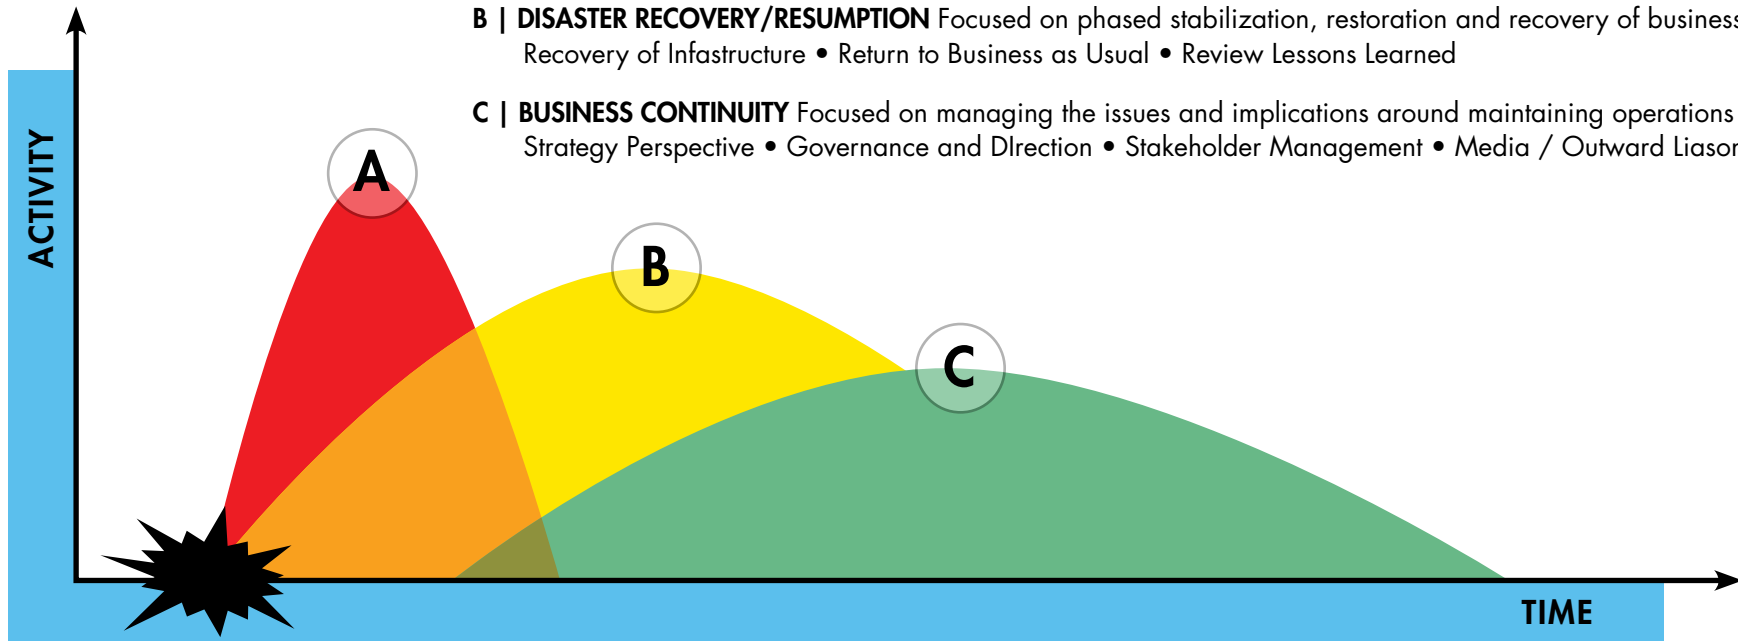 B | DISASTER RECOVERY/RESUMPTION Focused on phased stabilization, restoration and recovery of business
Recovery of Infastructure • Return to Business as Usual • Review Lessons Learned
C | BUSINESS CONTINUITY Focused on managing the issues and implications around maintaining operations
Strategy Perspective • Governance and DIrection • Stakeholder Management • Media / Outward Liason
ACTIVITY
A
B
C
TIME